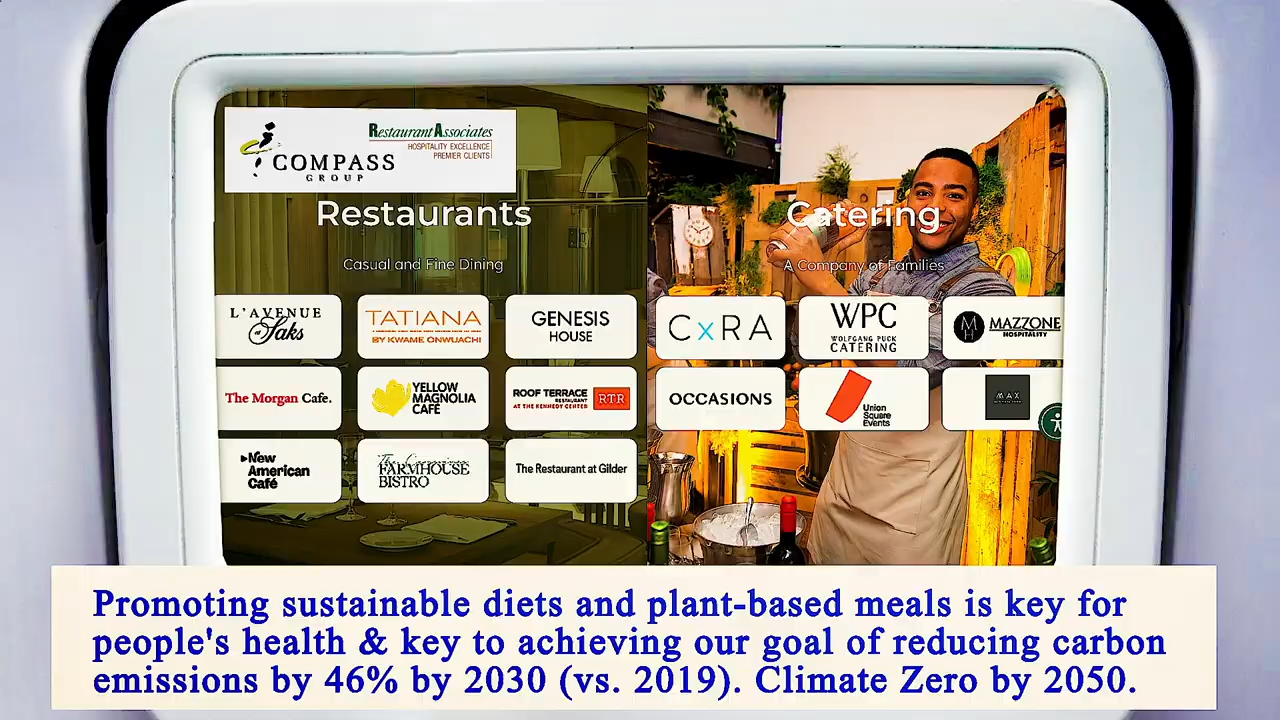 COMPASS
GROUP
Restaurant Associates
HOSPITALITY EXCELLENCE
PREMIER CLIENTS
Restaurants
Casual and Fine Dining
L'AVENUE
Saks
TATIANA
BY KWAME ONWUACHI
GENESIS
HOUSE
The Morgan Cafe.
YELLOW
MAGNOLIA
CAFÉ
ROOF TERRACE
RESTAURANT
AT THE KENNEDY CENTER
RTR
New
American
Café
FARMHOUSE
BISTRO
The Restaurant at Gilder
Catering
A Company of Families
CxRA
WPC
WOLFGANG PUCK
CATERING
MH
MAZZONE
HOSPITALITY
OCCASIONS
Union
Square
Events
MAX
Promoting sustainable diets and plant-based meals is key for
people's health & key to achieving our goal of reducing carbon
emissions by 46% by 2030 (vs. 2019). Climate Zero by 2050.